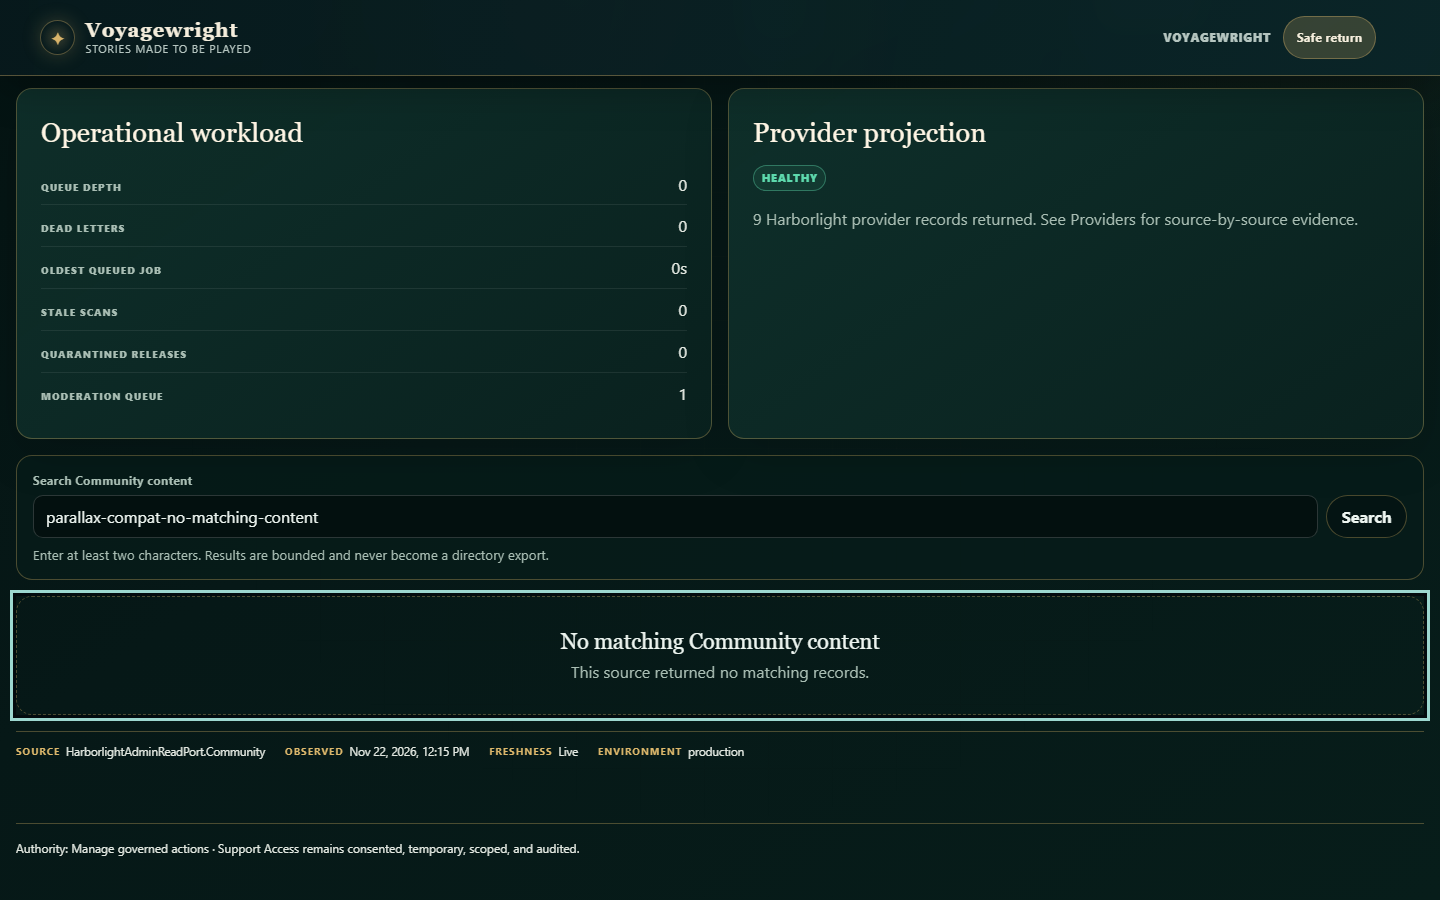 Voyagewright
STORIES MADE TO BE PLAYED
VOYAGEWRIGHT
Safe return
Operational workload
QUEUE DEPTH 0
DEAD LETTERS 0
OLDEST QUEUED JOB 0s
STALE SCANS 0
QUARANTINED RELEASES 0
MODERATION QUEUE 1
Provider projection
HEALTHY
9 Harborlight provider records returned. See Providers for source-by-source evidence.
Search Community content
parallax-compat-no-matching-content
Search
Enter at least two characters. Results are bounded and never become a directory export.
No matching Community content
This source returned no matching records.
SOURCE HarborlightAdminReadPort.Community OBSERVED Nov 22, 2026, 12:15 PM FRESHNESS Live ENVIRONMENT production
Authority: Manage governed actions · Support Access remains consented, temporary, scoped, and audited.